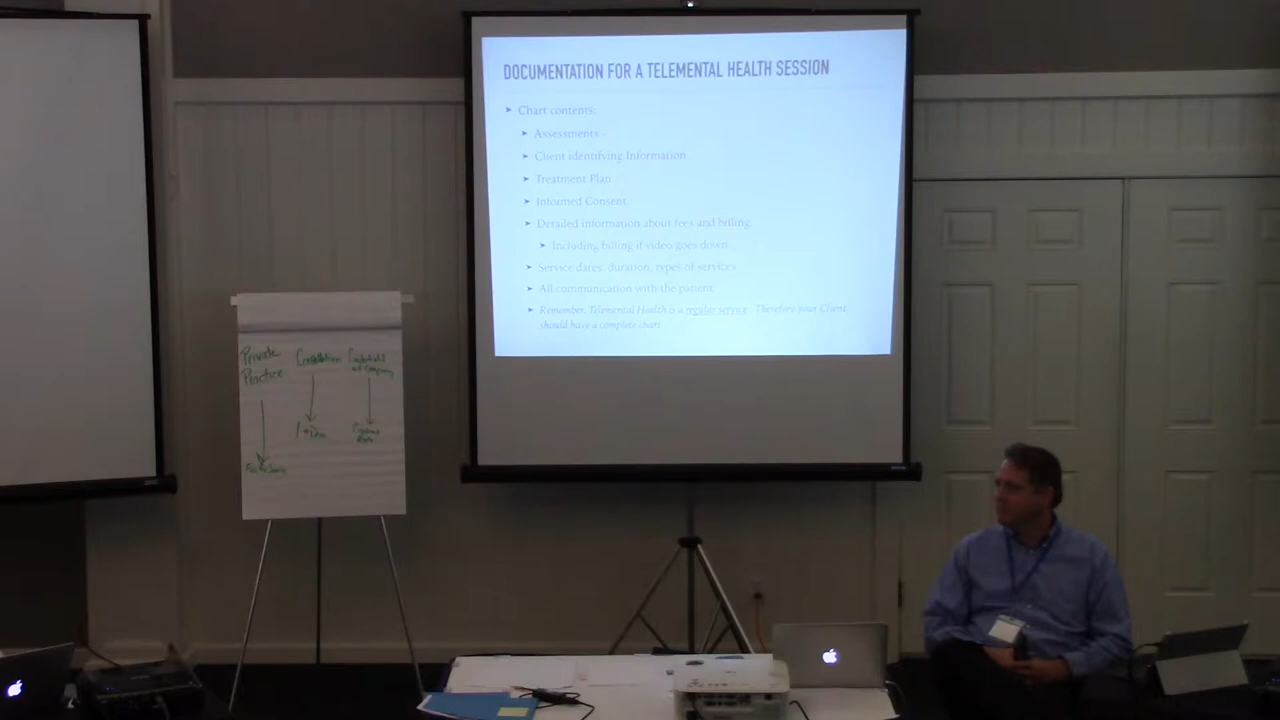 DOCUMENTATION FOR A TELEMENTAL HEALTH SESSION
Chart contents:
Assessments -
Client identifying Information
Treatment Plan
Informed Consent
Detailed information about fees and billing
Including billing if video goes down
Service dates, duration, types of services
All communication with the patient
Remember, Telemental Health is a regular service. Therefore your Client
should have a complete chart
Private
Practice